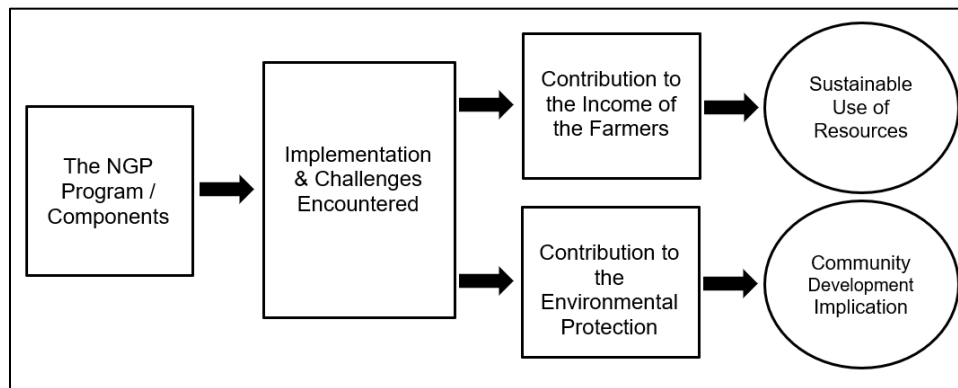 The NGP
Program /
Components
Implementation
& Challenges
Encountered
Contribution to
the Income of
the Farmers
Sustainable
Use of
Resources
Contribution to
the
Environmental
Protection
Community
Development
Implication